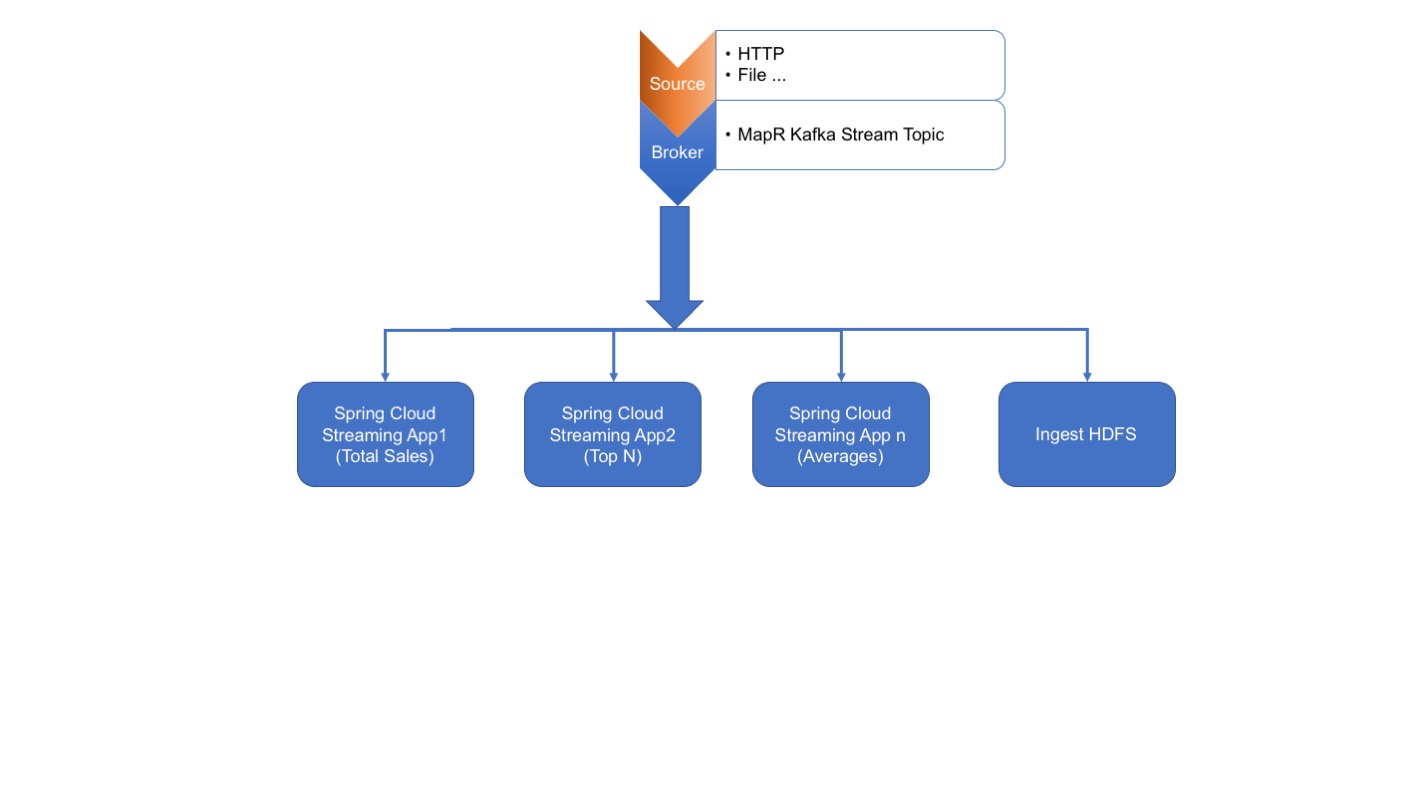 Source
• HTTP
• File ...
Broker
• MapR Kafka Stream Topic
Spring Cloud
Streaming App1
(Total Sales)
Spring Cloud
Streaming App2
(Top N)
Spring Cloud
Streaming App n
(Averages)
Ingest HDFS